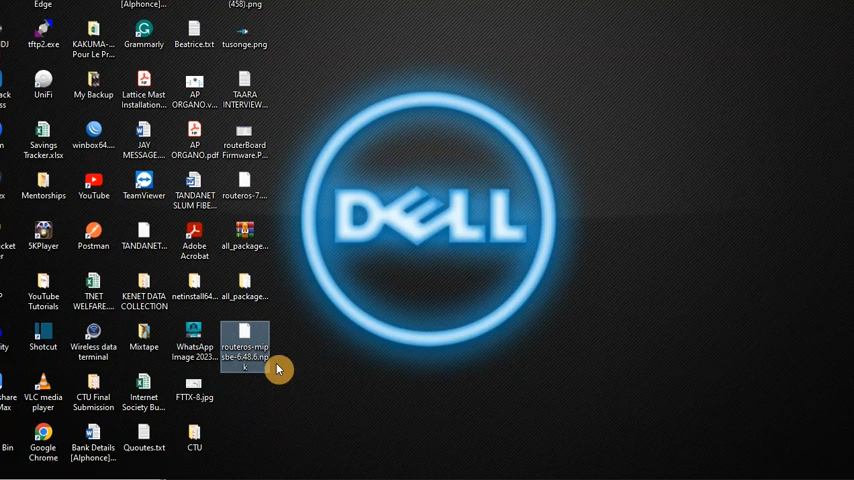 Edge
[Alphonce]...
(458).png
DJ
tftp2.exe
KAKUMA-...
Pour Le Pr...
Grammarly
Beatrice.txt
tusonge.png
ack
UniFi
My Backup
Lattice Mast
Installation...
AP
ORGANO.v...
TAARA
INTERVIEW...
Savings
Tracker.xlsx
winbox64....
JAY
MESSAGE....
AP
ORGANO.pdf
routerBoard
Firmware.P...
Mentorships
YouTube
TeamViewer
TANDANET
SLUM FIBE...
routeros-7....
DELL
5KPlayer
Postman
TANDANET...
Adobe
Acrobat
all_package...
YouTube
Tutorials
TNET
WELFARE....
KENET DATA
COLLECTION
netinstall64...
all_package...
Shotcut
Wireless data
terminal
Mixtape
WhatsApp
Image 2023...
routeros-mip
sbe-6.48.6.np
k
VLC media
player
CTU Final
Submission
Internet
Society Bu...
FTTX-8.jpg
Bin
Google
Chrome
Bank Details
[Alphonce]...
Quoutes.txt
CTU